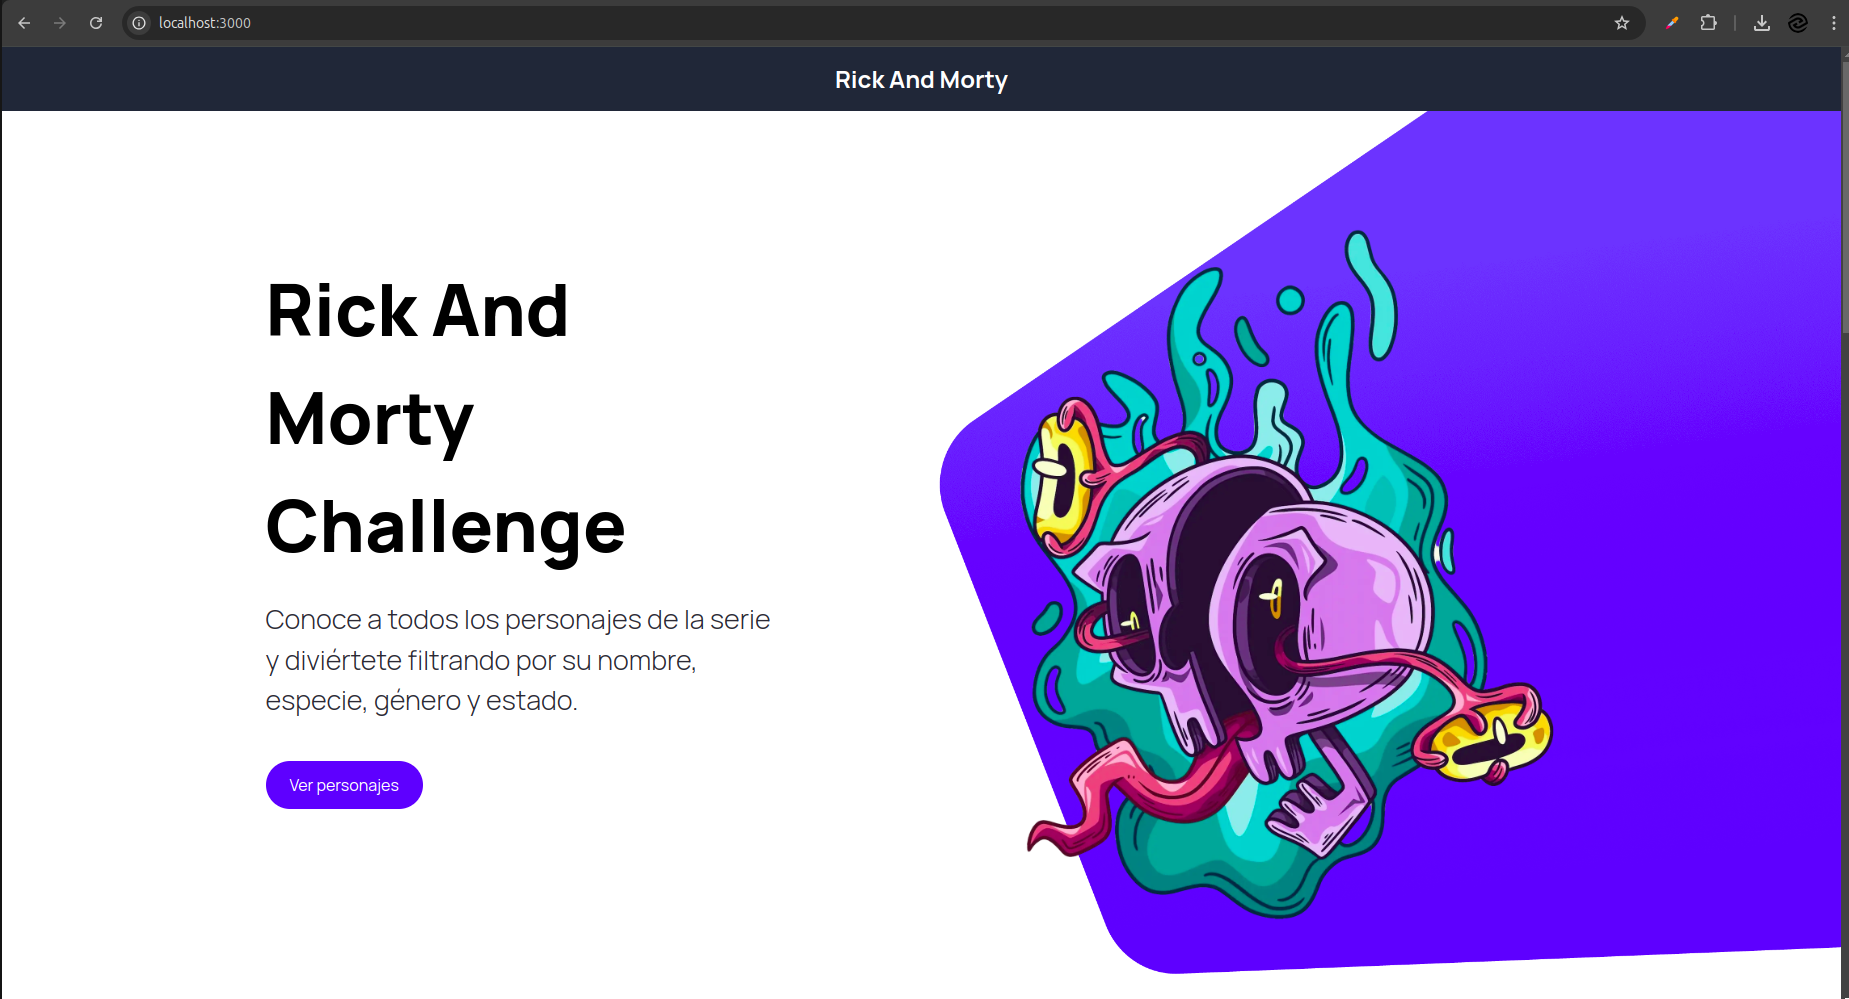 localhost:3000
Rick And Morty
Rick And
Morty
Challenge
Conoce a todos los personajes de la serie
y diviértete filtrando por su nombre,
especie, género y estado.
Ver personajes